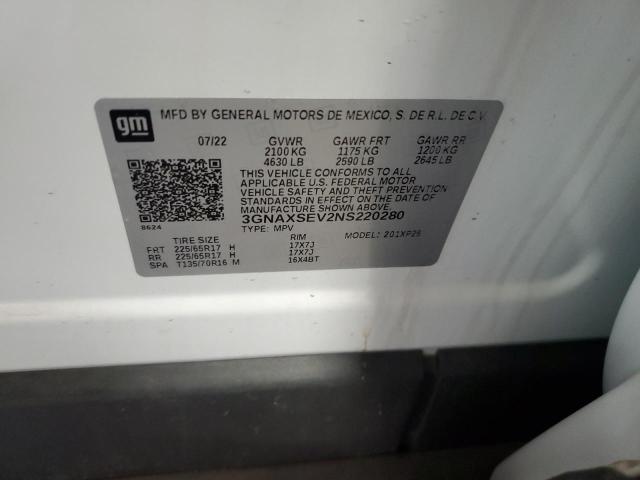 gm
MFD BY GENERAL MOTORS DE MEXICO, S. DE R.L. DE C.V.
07/22 GVWR GAWR FRT GAWR RR
2100 KG 1175 KG 1200 KG
4630 LB 2590 LB 2645 LB
THIS VEHICLE CONFORMS TO ALL
APPLICABLE U.S. FEDERAL MOTOR
VEHICLE SAFETY AND THEFT PREVENTION
STANDARDS IN EFFECT ON THE DATE OF
MANUFACTURE SHOWN ABOVE.
3GNAXSEV2NS220280
8624
TYPE: MPV MODEL: 201XP26
TIRE SIZE RIM
FRT 225/65R17 H 17X7J
RR 225/65R17 H 17X7J
SPA T135/70R16 M 16X4BT